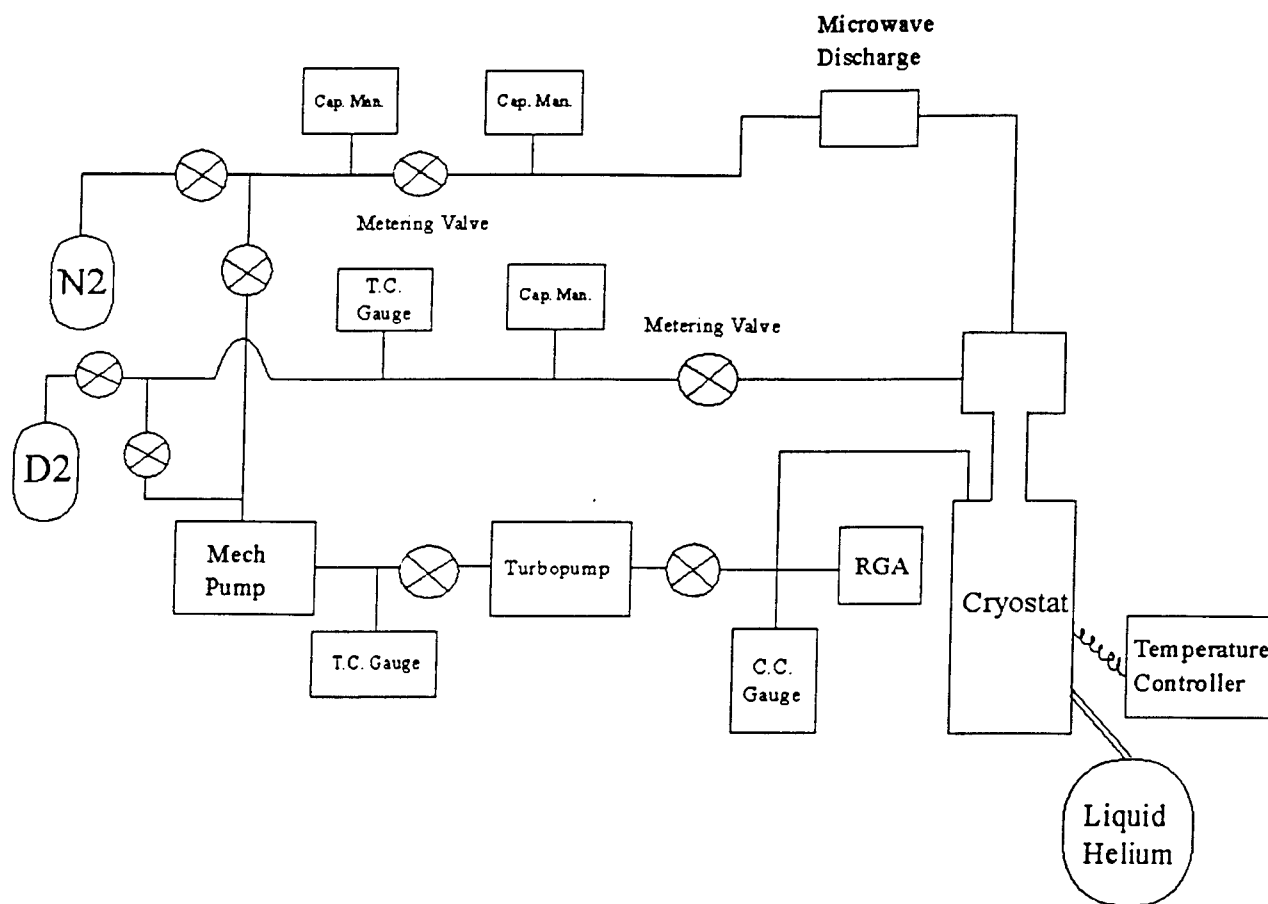 Microwave
Discharge
Cap. Man.
Cap. Man.
Metering Valve
N2
T.C.
Gauge
Cap. Man.
Metering Valve
D2
Mech
Pump
Turbopump
RGA
Cryostat
T.C. Gauge
C.C.
Gauge
Temperature
Controller
Liquid
Helium